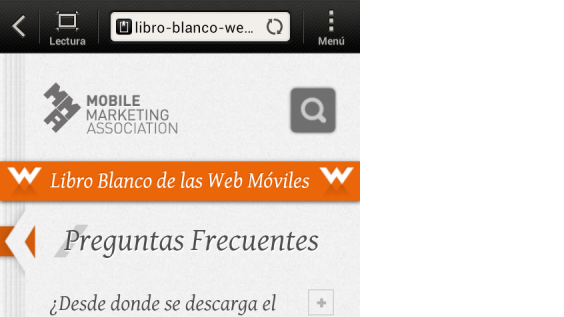 Lectura
libro-blanco-we...
Menú
MOBILE
MARKETING
ASSOCIATION
Libro Blanco de las Web Móviles
Preguntas Frecuentes
¿Desde donde se descarga el